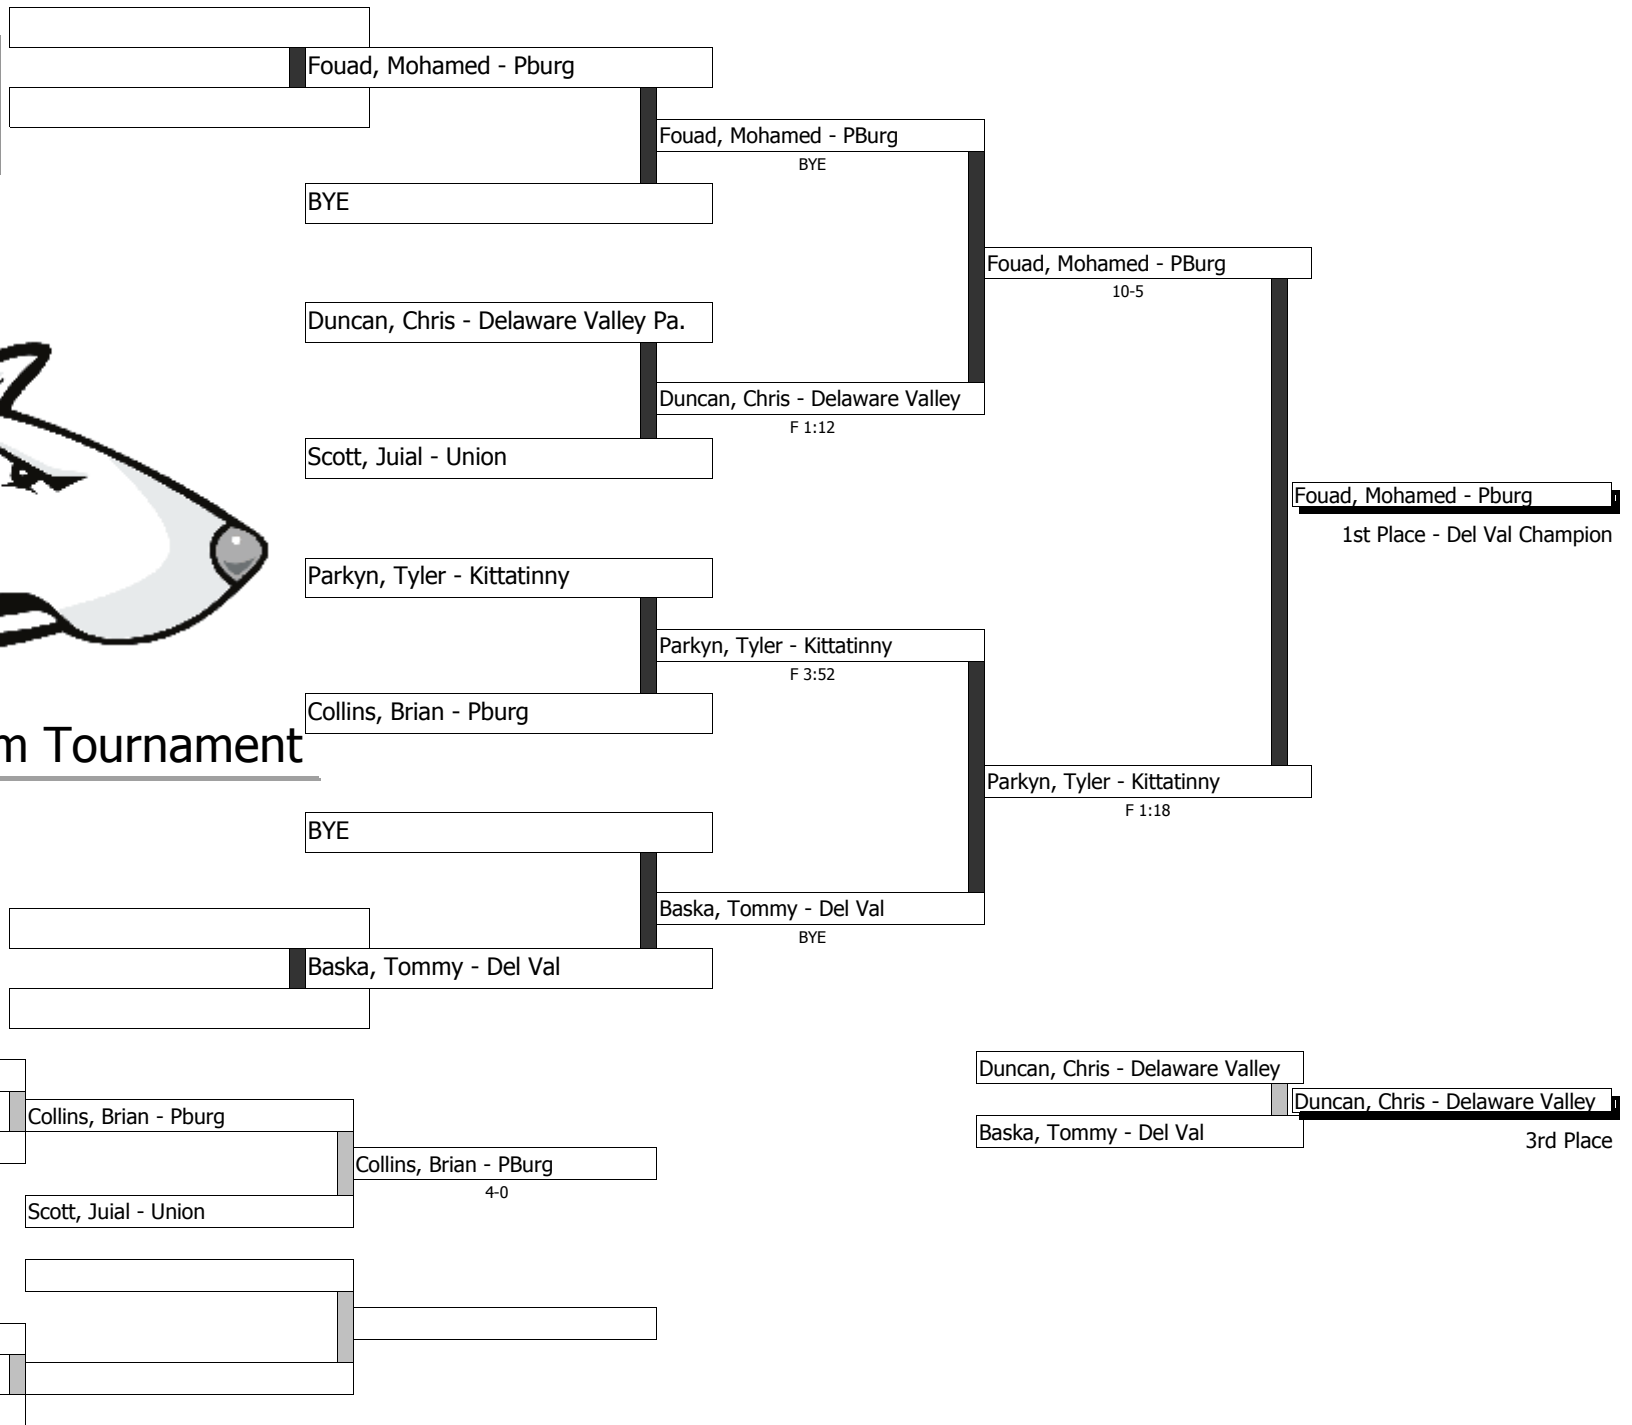 Fouad, Mohamed - Pburg
Fouad, Mohamed - PBurg
BYE
BYE
Fouad, Mohamed - PBurg
10-5
Duncan, Chris - Delaware Valley Pa.
Duncan, Chris - Delaware Valley
F 1:12
Scott, Juial - Union
Fouad, Mohamed - Pburg
1st Place - Del Val Champion
Parkyn, Tyler - Kittatinny
Parkyn, Tyler - Kittatinny
F 3:52
Collins, Brian - Pburg
m Tournament
Parkyn, Tyler - Kittatinny
F 1:18
BYE
Baska, Tommy - Del Val
BYE
Baska, Tommy - Del Val
Duncan, Chris - Delaware Valley
Duncan, Chris - Delaware Valley
Baska, Tommy - Del Val
3rd Place
Collins, Brian - Pburg
Collins, Brian - PBurg
4-0
Scott, Juial - Union